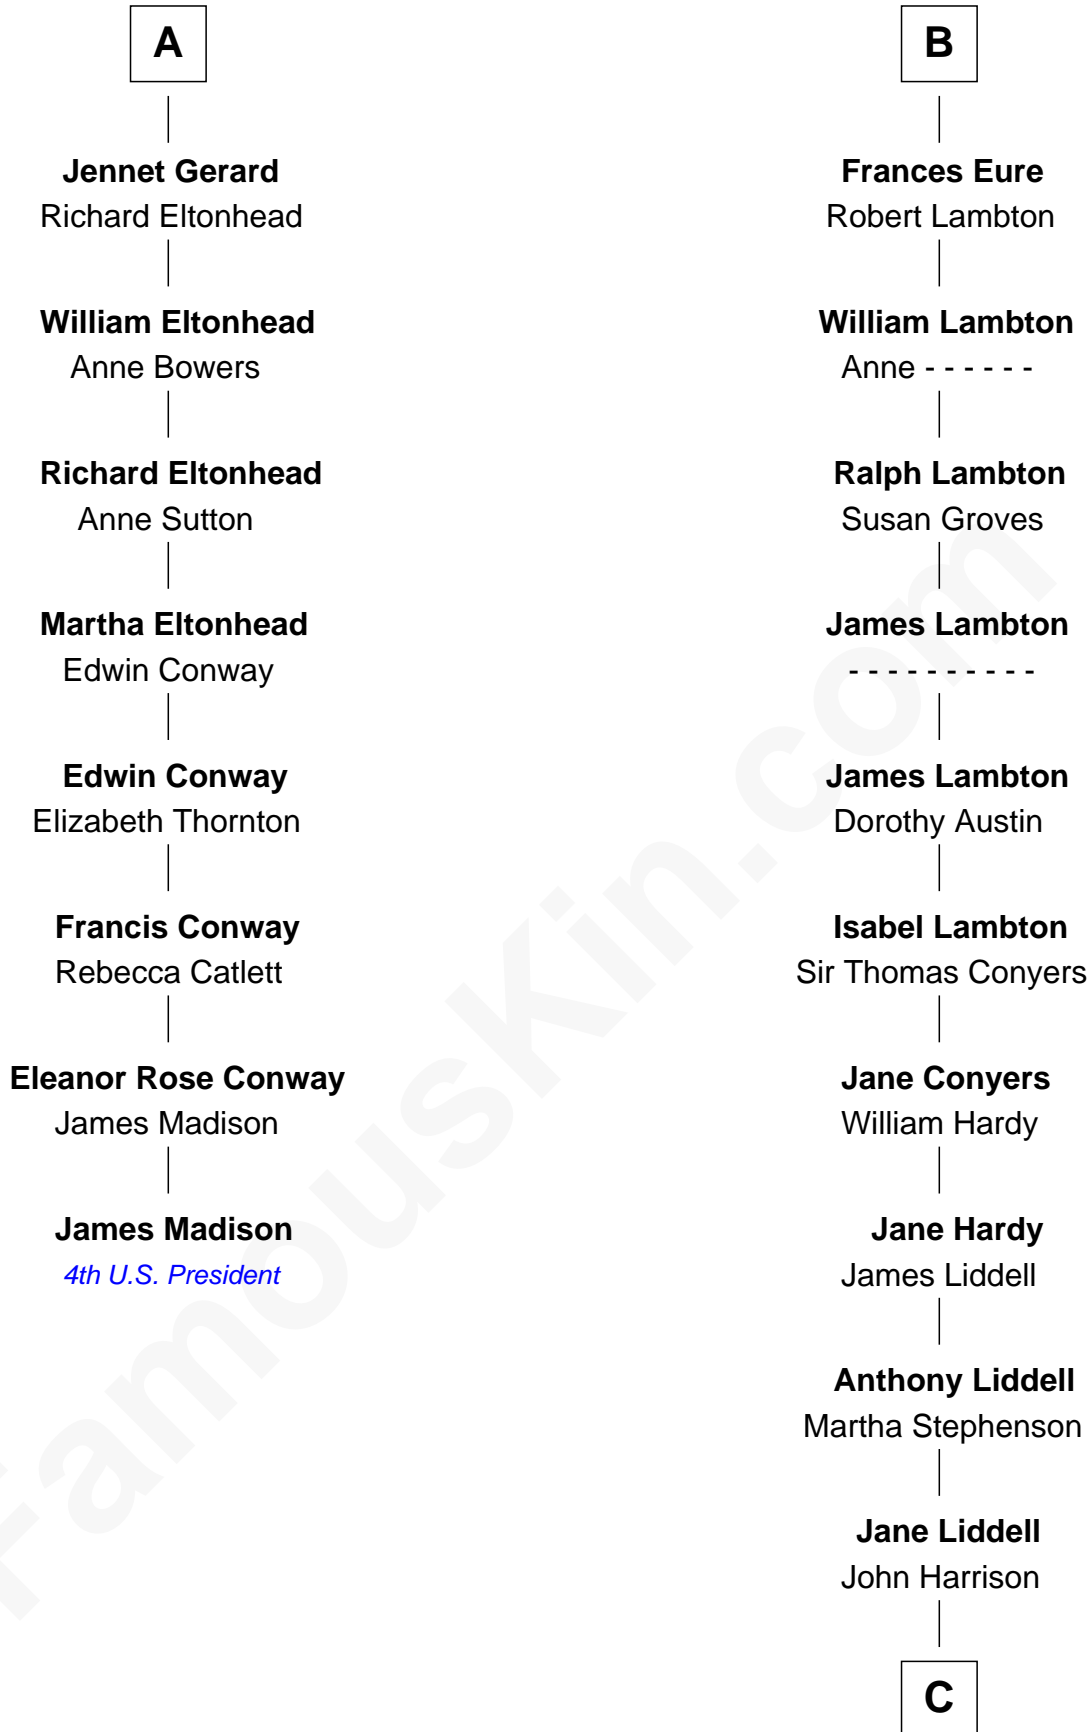 A
Jennet Gerard
Richard Eltonhead
William Eltonhead
Anne Bowers
Richard Eltonhead
Anne Sutton
Martha Eltonhead
Edwin Conway
Edwin Conway
Elizabeth Thornton
Francis Conway
Rebecca Catlett
Eleanor Rose Conway
James Madison
James Madison
4th U.S. President
B
Frances Eure
Robert Lambton
William Lambton
Anne - - - - - -
Ralph Lambton
Susan Groves
James Lambton
- - - - - - - - - -
James Lambton
Dorothy Austin
Isabel Lambton
Sir Thomas Conyers
Jane Conyers
William Hardy
Jane Hardy
James Liddell
Anthony Liddell
Martha Stephenson
Jane Liddell
John Harrison
C
FamousKin.com